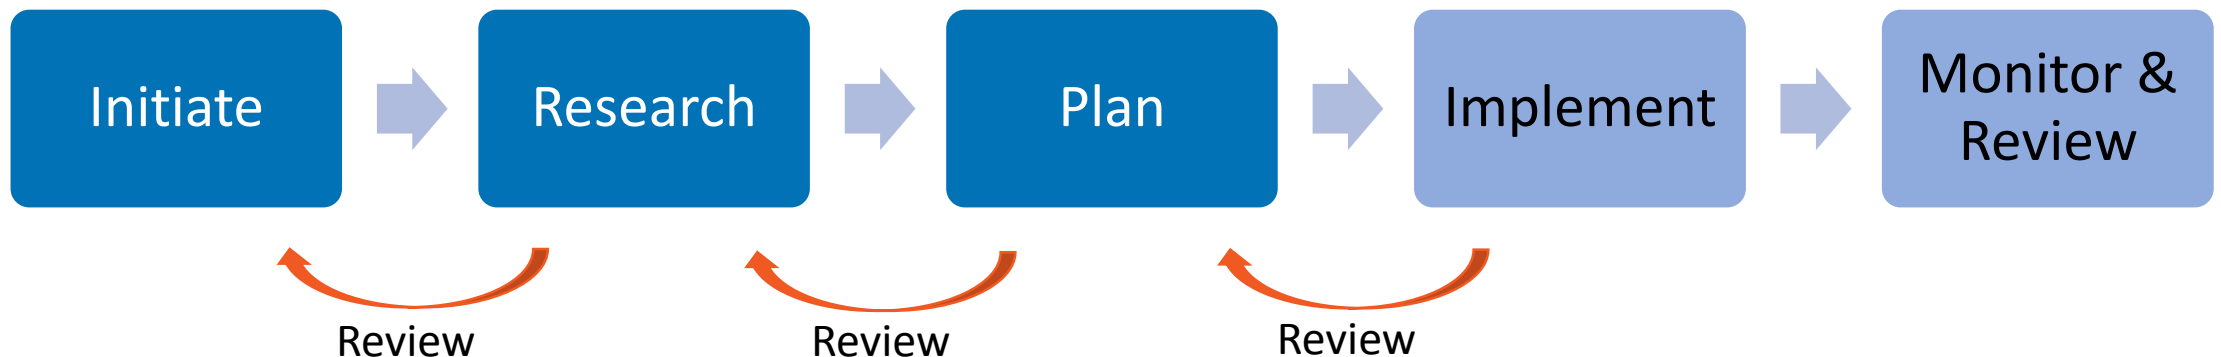 Initiate
Research
Plan
Implement
Monitor &
Review
Review
Review
Review